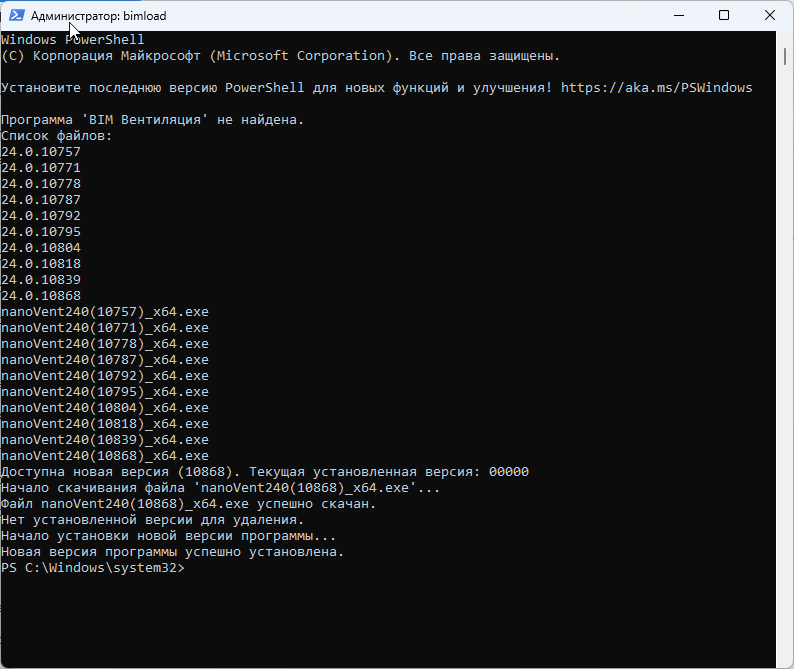 Администратор: bimload
Windows PowerShell
(C) Корпорация Майкрософт (Microsoft Corporation). Все права защищены.
Установите последнюю версию PowerShell для новых функций и улучшения! https://aka.ms/PSWindows
Программа 'BIM Вентиляция' не найдена.
Список файлов:
24.0.10757
24.0.10771
24.0.10778
24.0.10787
24.0.10792
24.0.10795
24.0.10804
24.0.10818
24.0.10839
24.0.10868
nanoVent240(10757)_x64.exe
nanoVent240(10771)_x64.exe
nanoVent240(10778)_x64.exe
nanoVent240(10787)_x64.exe
nanoVent240(10792)_x64.exe
nanoVent240(10795)_x64.exe
nanoVent240(10804)_x64.exe
nanoVent240(10818)_x64.exe
nanoVent240(10839)_x64.exe
nanoVent240(10868)_x64.exe
Доступна новая версия (10868). Текущая установленная версия: 00000
Начало скачивания файла 'nanoVent240(10868)_x64.exe'...
Файл nanoVent240(10868)_x64.exe успешно скачан.
Нет установленной версии для удаления.
Начало установки новой версии программы...
Новая версия программы успешно установлена.
PS C:\Windows\system32>